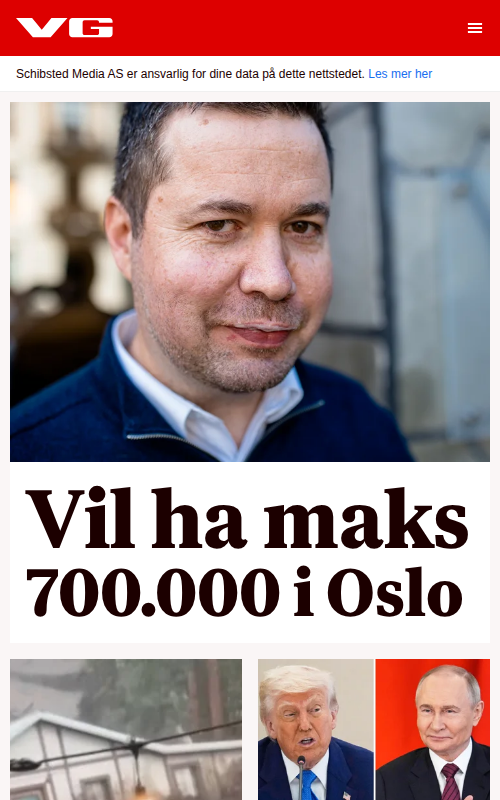 VG
Schibsted Media AS er ansvarlig for dine data på dette nettstedet. Les mer her
Vil ha maks
700.000 i Oslo